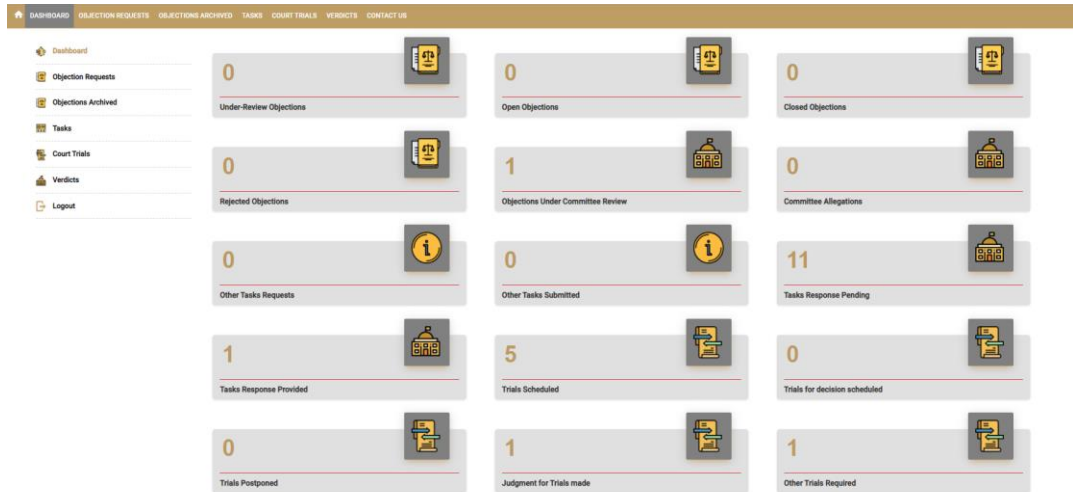 DASHBOARD OBJECTION REQUESTS OBJECTIONS ARCHIVED TASKS COURT TRIALS VERDICTS CONTACT US
Dashboard
Objection Requests
Objections Archived
Tasks
Court Trials
Verdicts
Logout
0
Under-Review Objections
0
Open Objections
0
Closed Objections
0
Rejected Objections
1
Objections Under Committee Review
0
Committee Allegations
0
Other Tasks Requests
0
Other Tasks Submitted
11
Tasks Response Pending
1
Tasks Response Provided
5
Trials Scheduled
0
Trials for decision scheduled
0
Trials Postponed
1
Judgment for Trials made
1
Other Trials Required